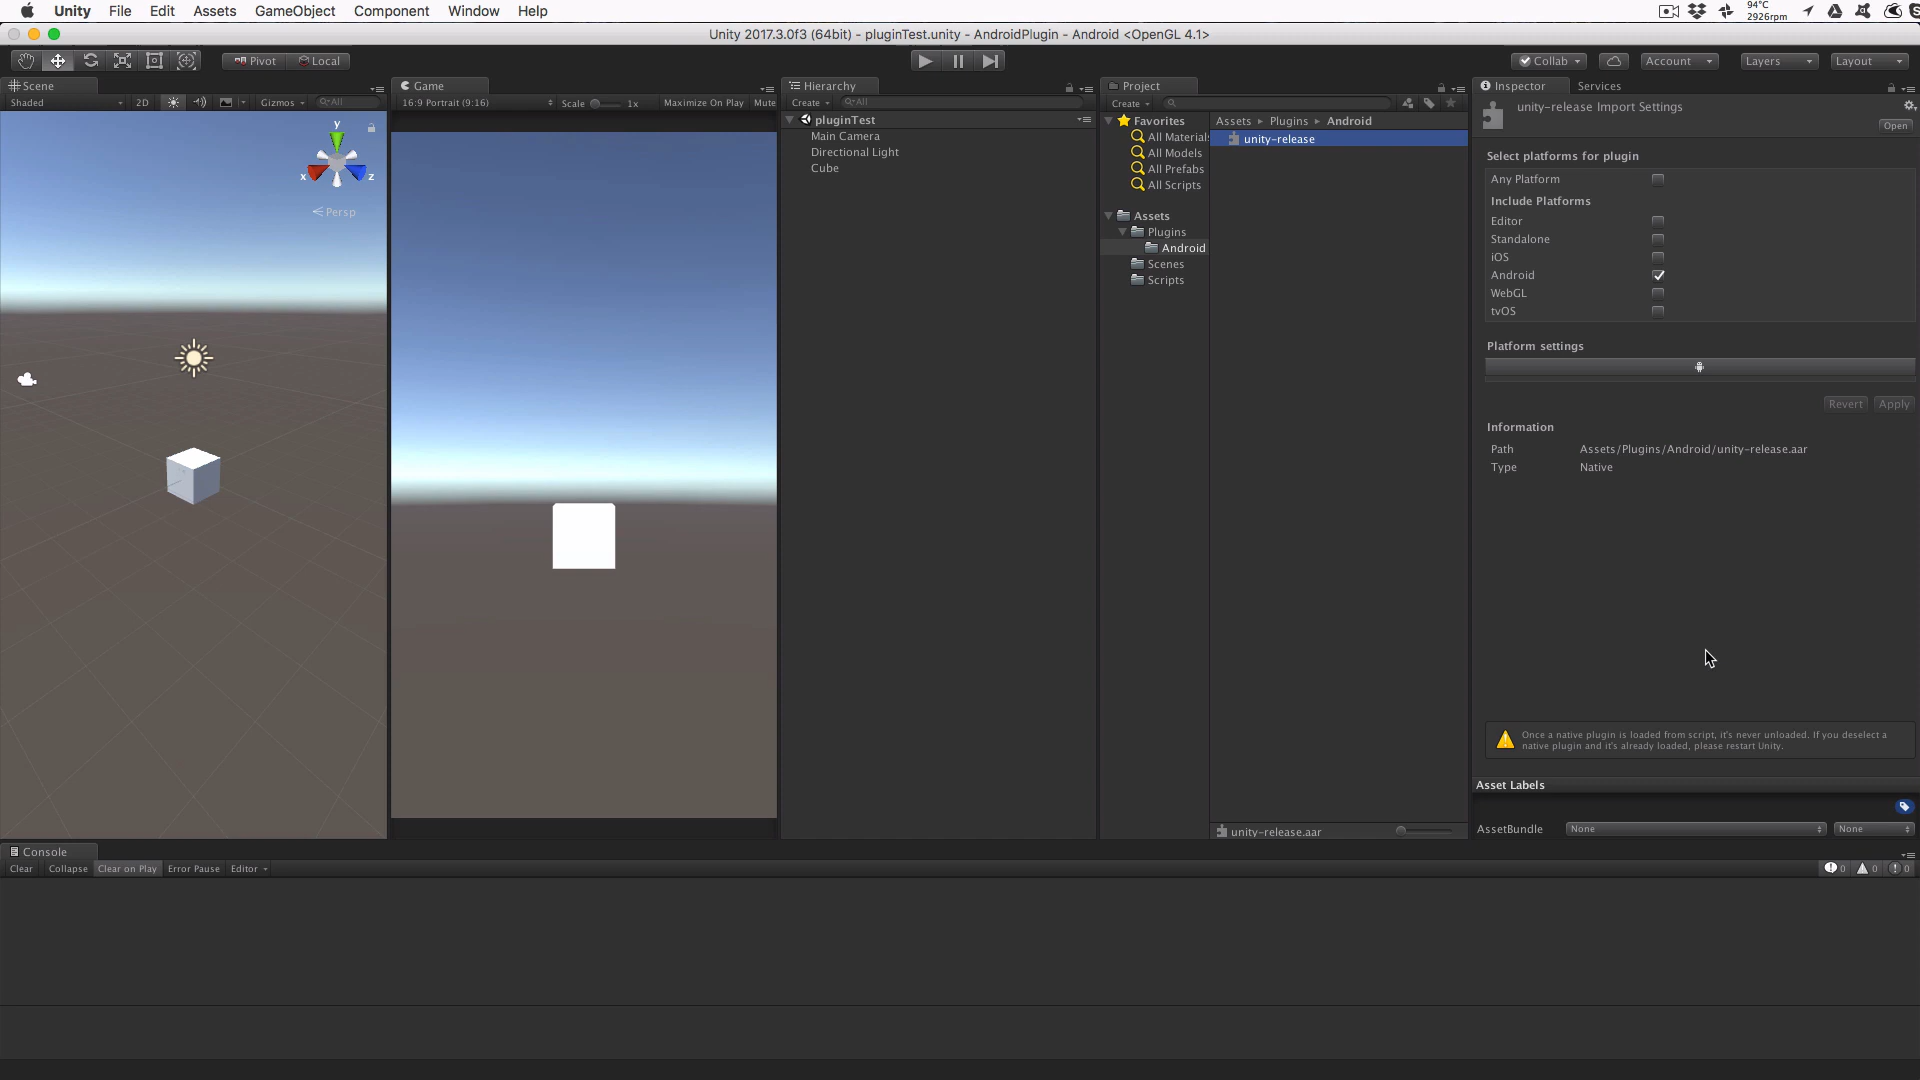 Unity File Edit Assets GameObject Component Window Help
94°C
2926rpm
Unity 2017.3.0f3 (64bit) - pluginTest.unity - AndroidPlugin - Android <OpenGL 4.1>
Pivot Local
Collab Account Layers Layout
Scene
Shaded 2D Gizmos All
y
x z
Persp
Game
16:9 Portrait (9:16) Scale 1x Maximize On Play Mute
Hierarchy
Create All
pluginTest
Main Camera
Directional Light
Cube
Project
Create
Favorites
All Materials
All Models
All Prefabs
All Scripts
Assets
Plugins
Android
Scenes
Scripts
Assets Plugins Android
unity-release
unity-release.aar
Inspector Services
unity-release Import Settings
Open
Select platforms for plugin
Any Platform
Include Platforms
Editor
Standalone
iOS
Android
WebGL
tvOS
Platform settings
Revert Apply
Information
Path Assets/Plugins/Android/unity-release.aar
Type Native
Once a native plugin is loaded from script, it's never unloaded. If you deselect a
native plugin and it's already loaded, please restart Unity.
Asset Labels
AssetBundle None None
Console
Clear Collapse Clear on Play Error Pause Editor
0 0 0